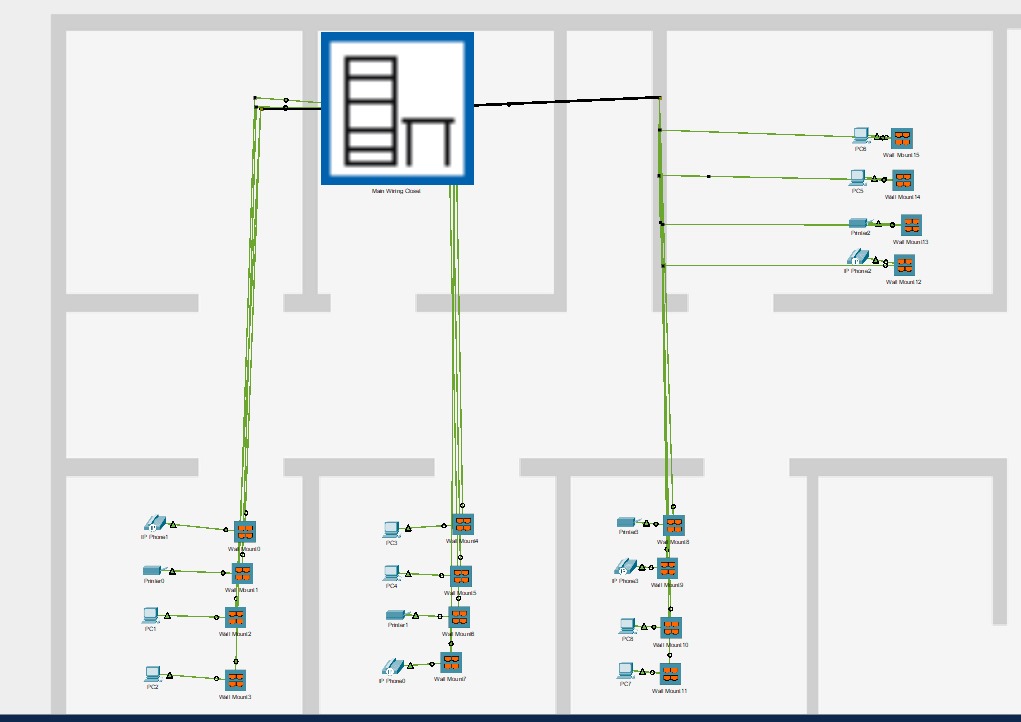 Main Wiring Closet
PC6
Wall Mount15
PC5
Wall Mount14
Printer2
Wall Mount13
IP Phone2
Wall Mount12
IP Phone1
Wall Mount0
Printer0
Wall Mount1
PC1
Wall Mount2
PC2
Wall Mount3
PC3
Wall Mount4
PC4
Wall Mount5
Printer1
Wall Mount6
IP Phone0
Wall Mount7
Wall Mount8
IP Phone3
Wall Mount9
PC8
Wall Mount10
PC7
Wall Mount11